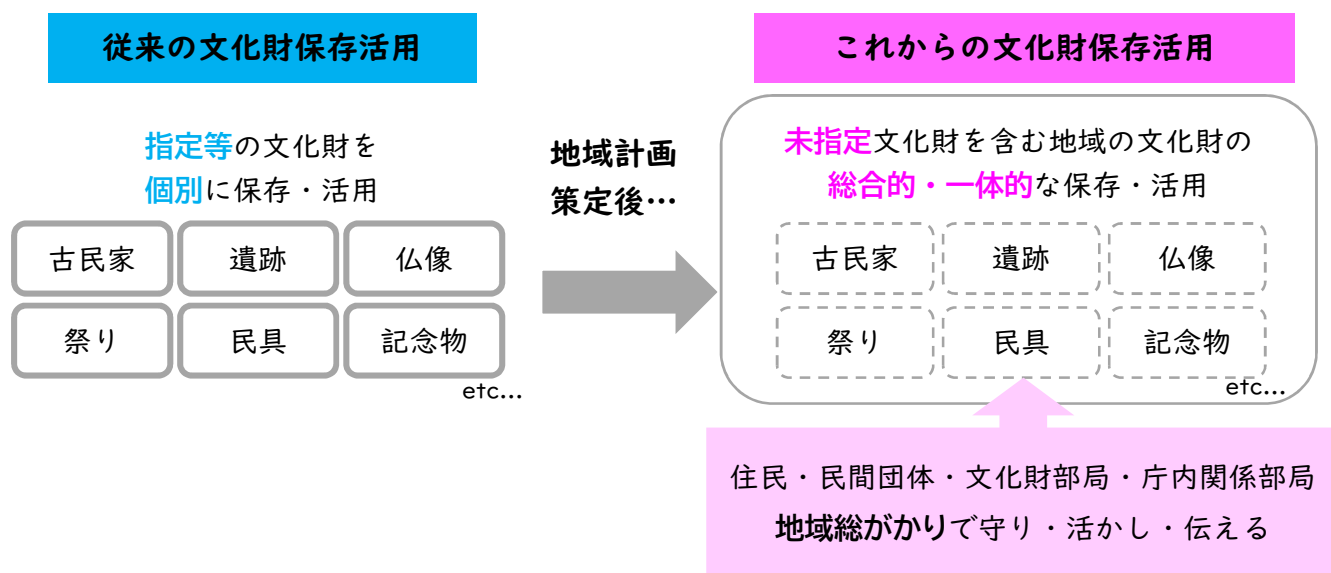 従来の文化財保存活用
指定等の文化財を
個別に保存・活用
古民家
遺跡
仏像
祭り
民具
記念物
etc...
地域計画
策定後…
これからの文化財保存活用
未指定文化財を含む地域の文化財の
総合的・一体的な保存・活用
古民家
遺跡
仏像
祭り
民具
記念物
etc...
住民・民間団体・文化財部局・庁内関係部局
地域総がかりで守り・活かし・伝える